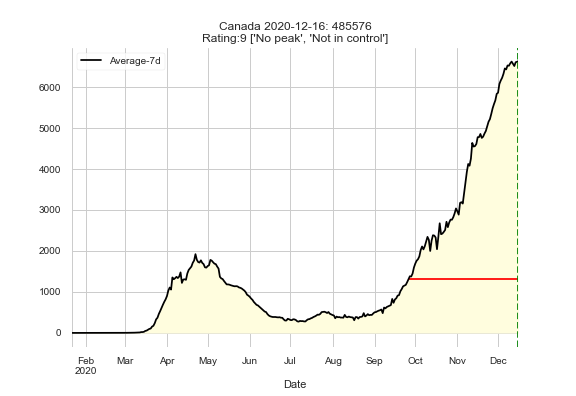 Canada 2020-12-16: 485576
Rating:9 ['No peak', 'Not in control']
Average-7d
6000
5000
4000
3000
2000
1000
0
Feb Mar Apr May Jun Jul Aug Sep Oct Nov Dec
2020
Date